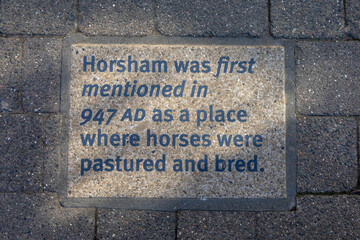 Horsham was first
mentioned in
947 AD as a place
where horses were
pastured and bred.